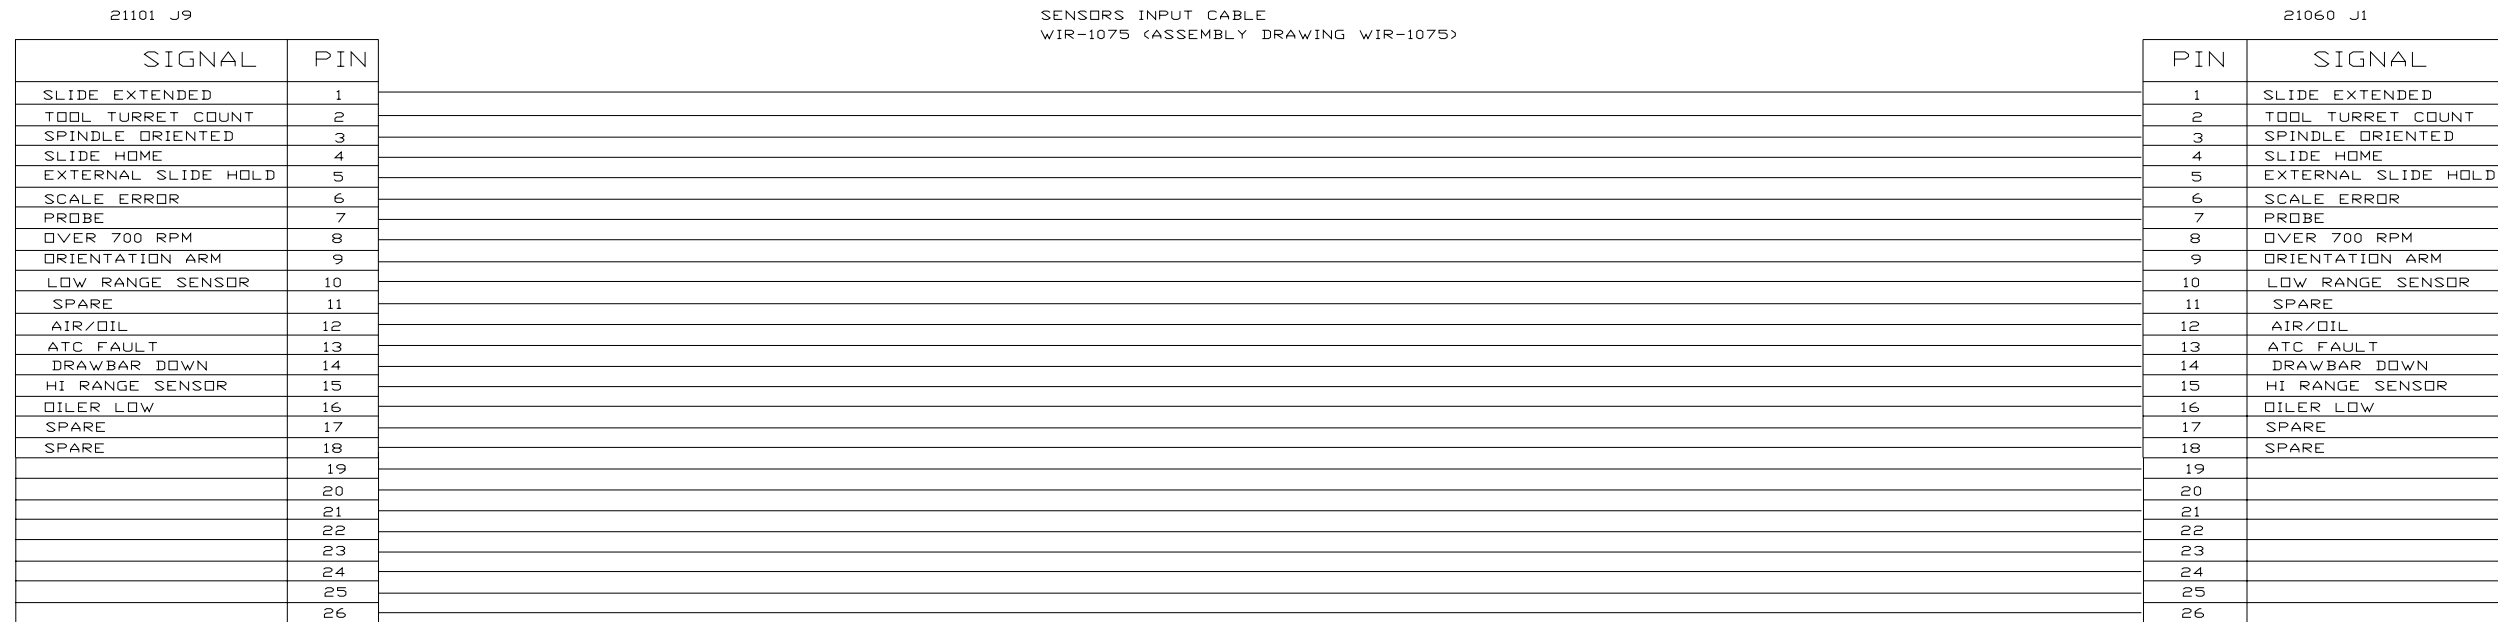 21101 J9 SENSORS INPUT CABLE 21060 J1
WIR-1075 (ASSEMBLY DRAWING WIR-1075)
SIGNAL PIN PIN SIGNAL
SLIDE EXTENDED 1 1 SLIDE EXTENDED
TOOL TURRET COUNT 2 2 TOOL TURRET COUNT
SPINDLE ORIENTED 3 3 SPINDLE ORIENTED
SLIDE HOME 4 4 SLIDE HOME
EXTERNAL SLIDE HOLD 5 5 EXTERNAL SLIDE HOLD
SCALE ERROR 6 6 SCALE ERROR
PROBE 7 7 PROBE
OVER 700 RPM 8 8 OVER 700 RPM
ORIENTATION ARM 9 9 ORIENTATION ARM
LOW RANGE SENSOR 10 10 LOW RANGE SENSOR
SPARE 11 11 SPARE
AIR/OIL 12 12 AIR/OIL
ATC FAULT 13 13 ATC FAULT
DRAWBAR DOWN 14 14 DRAWBAR DOWN
HI RANGE SENSOR 15 15 HI RANGE SENSOR
OILER LOW 16 16 OILER LOW
SPARE 17 17 SPARE
SPARE 18 18 SPARE
19 19
20 20
21 21
22 22
23 23
24 24
25 25
26 26